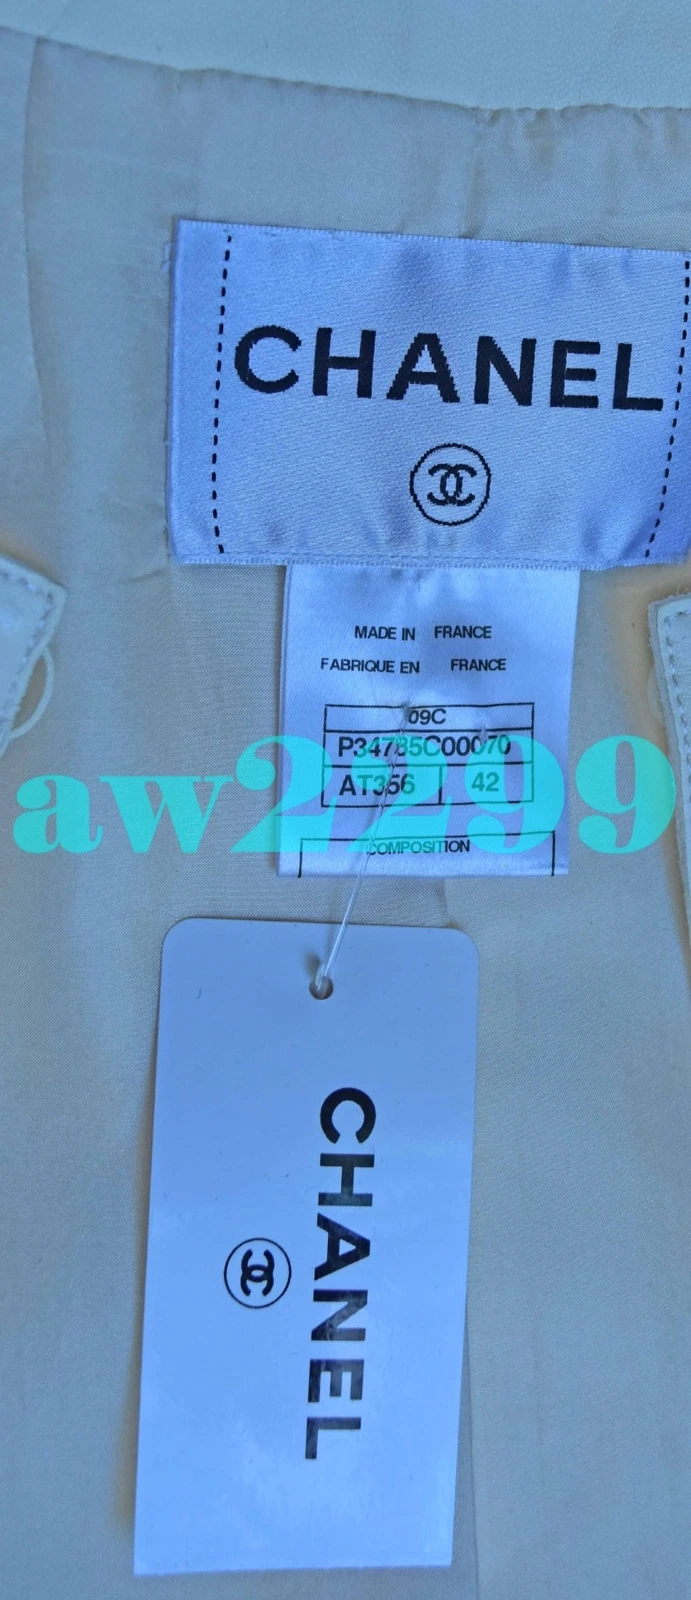 CHANEL
MADE IN FRANCE
FABRIQUE EN FRANCE
09C
P34785C00070
AT356 42
aw2299
COMPOSITION
CHANEL